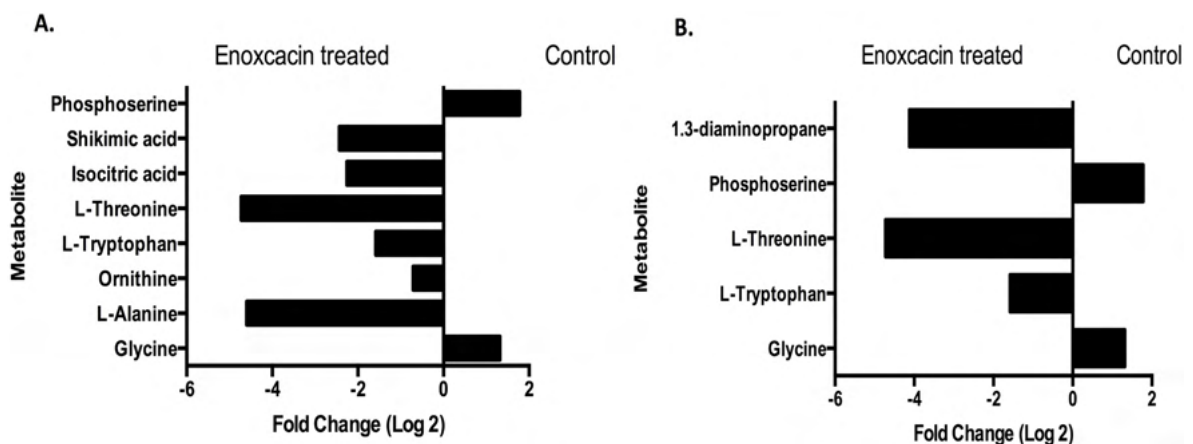 A.
Enoxcacin treated Control
Phosphoserine
Shikimic acid
Isocitric acid
L-Threonine
L-Tryptophan
Ornithine
L-Alanine
Glycine
Metabolite
-6 -4 -2 0 2
Fold Change (Log 2)
B.
Enoxcacin treated Control
1.3-diaminopropane
Phosphoserine
L-Threonine
L-Tryptophan
Glycine
Metabolite
-6 -4 -2 0 2
Fold Change (Log 2)